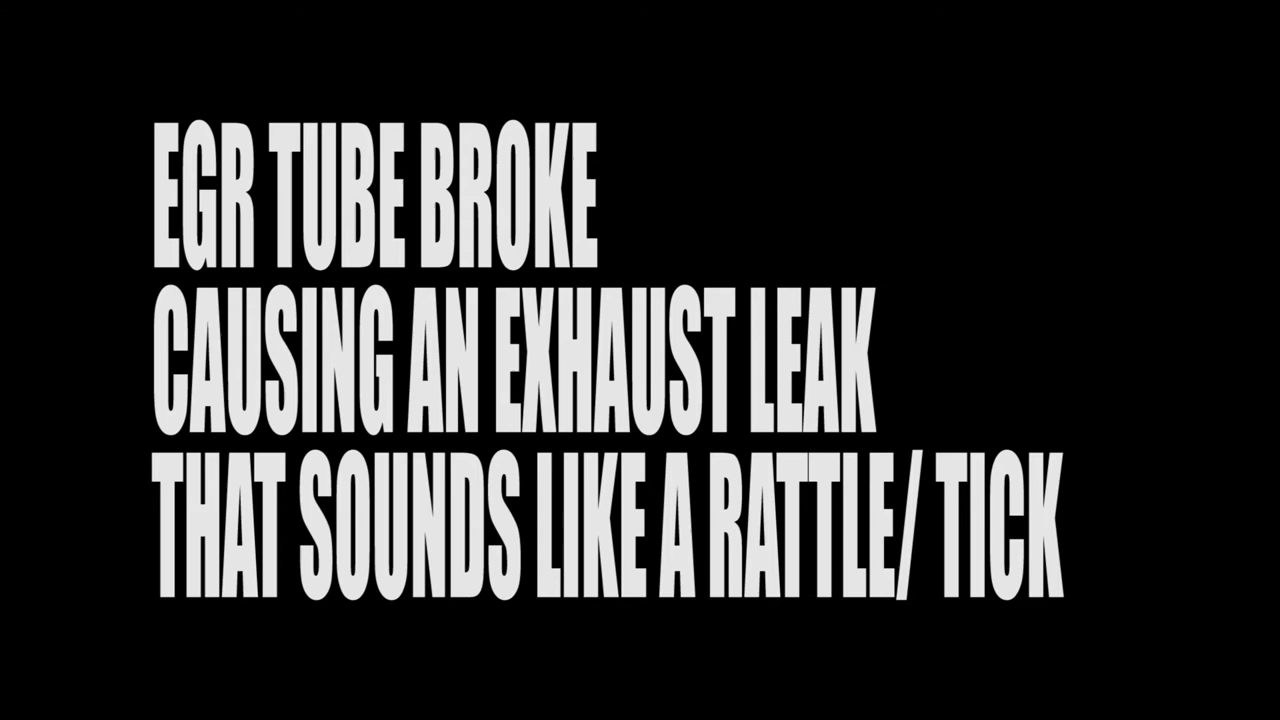 EGR TUBE BROKE
CAUSING AN EXHAUST LEAK
THAT SOUNDS LIKE A RATTLE/ TICK